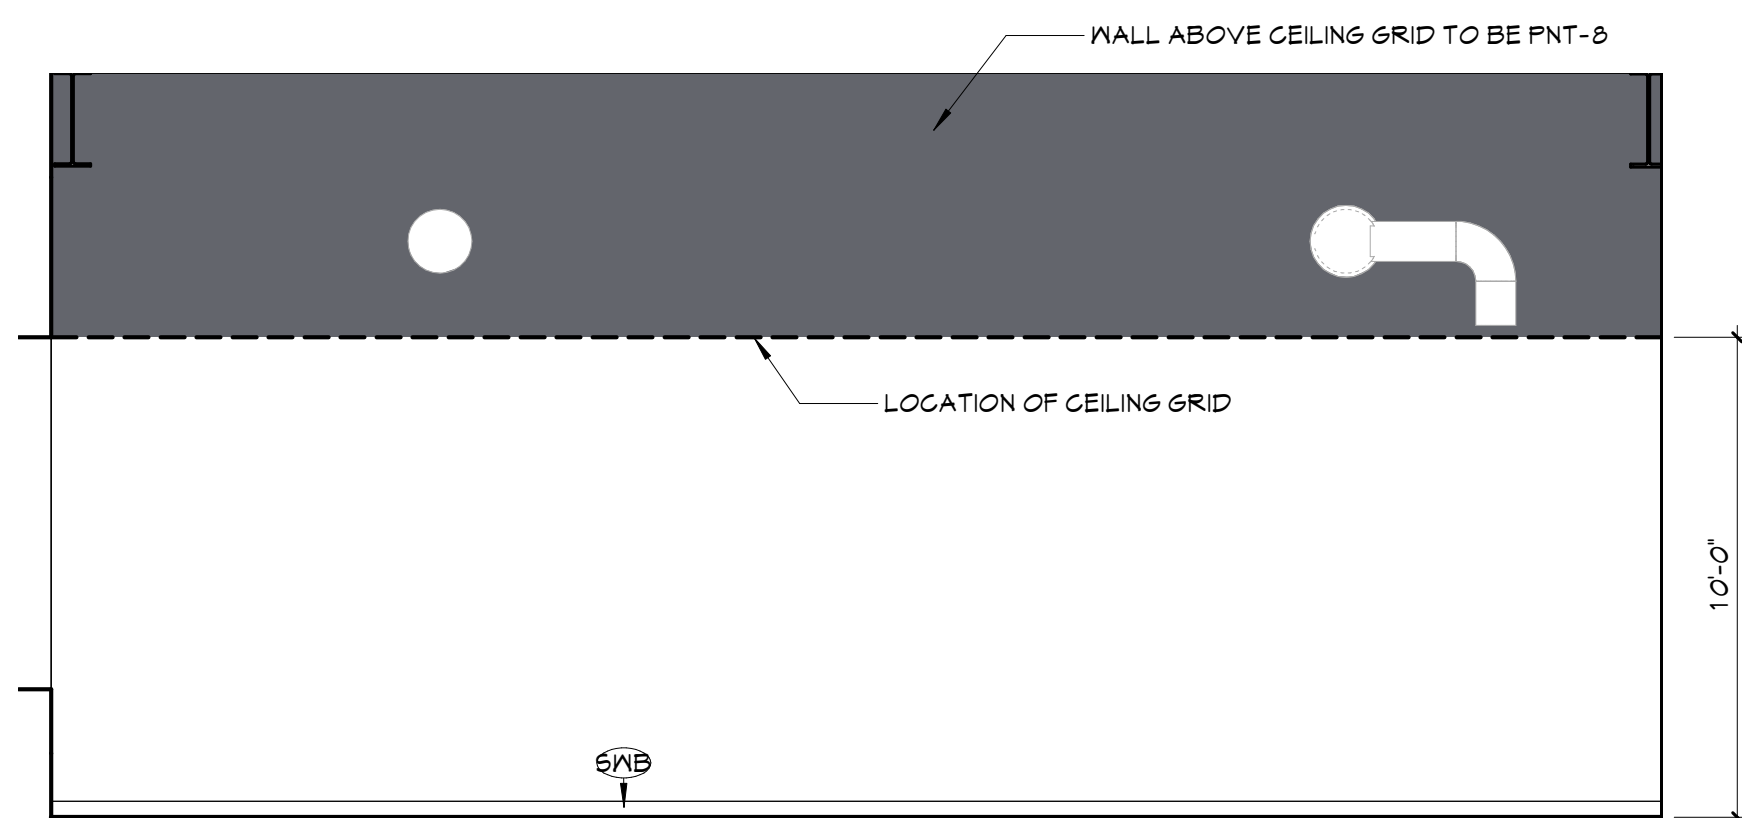 WALL ABOVE CEILING GRID TO BE PNT-8
LOCATION OF CEILING GRID
10'-0"
SWB